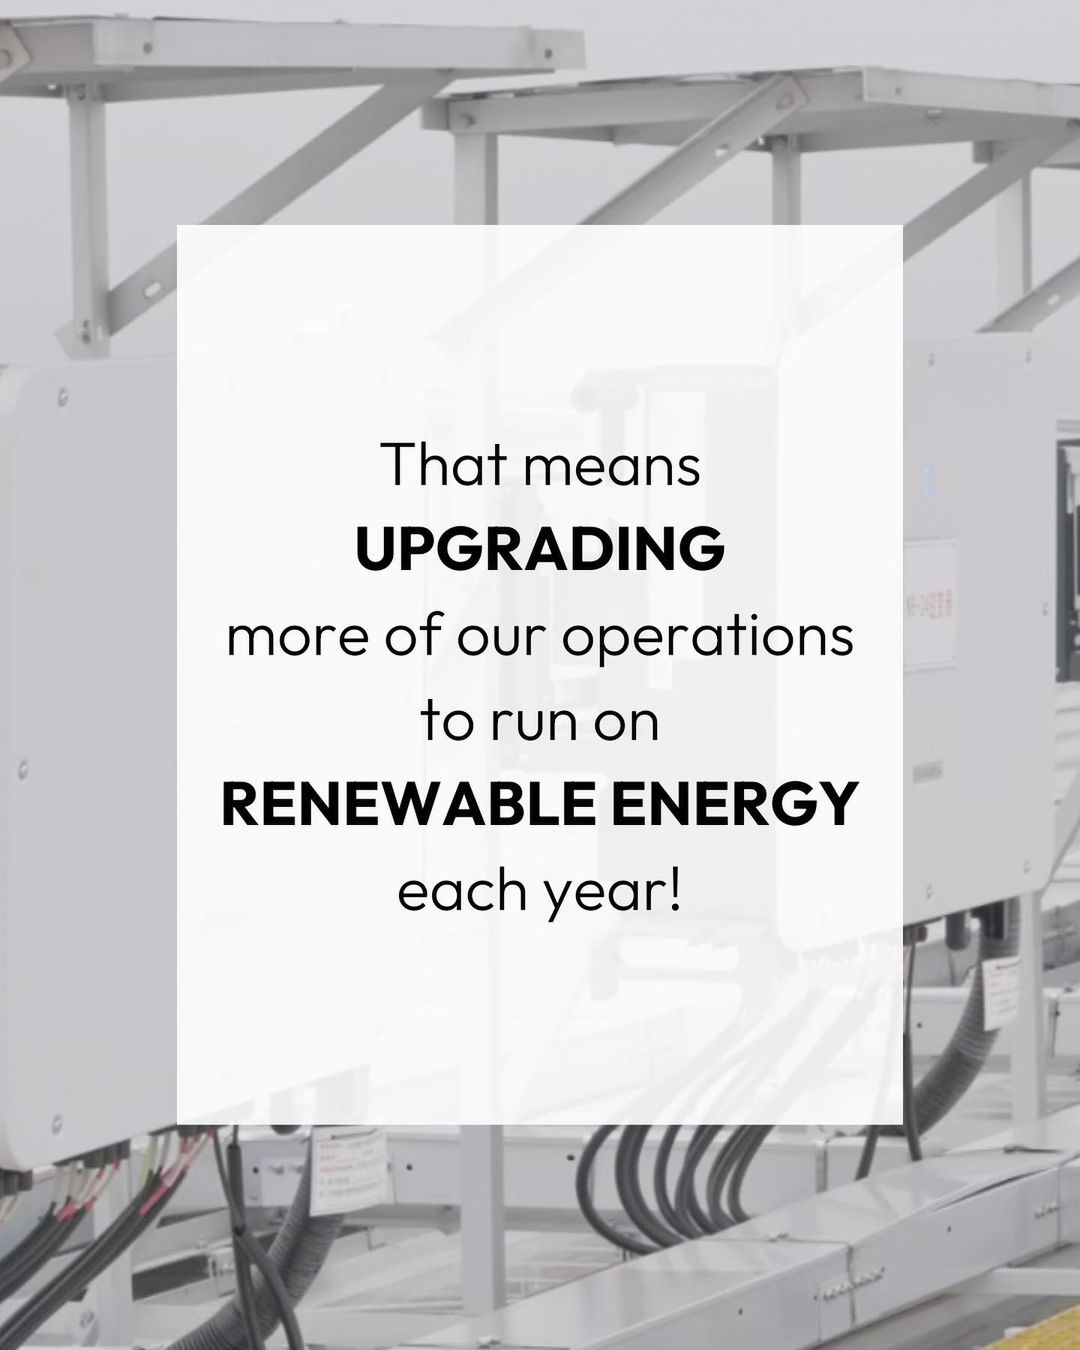 That means
UPGRADING
more of our operations
to run on
RENEWABLE ENERGY
each year!